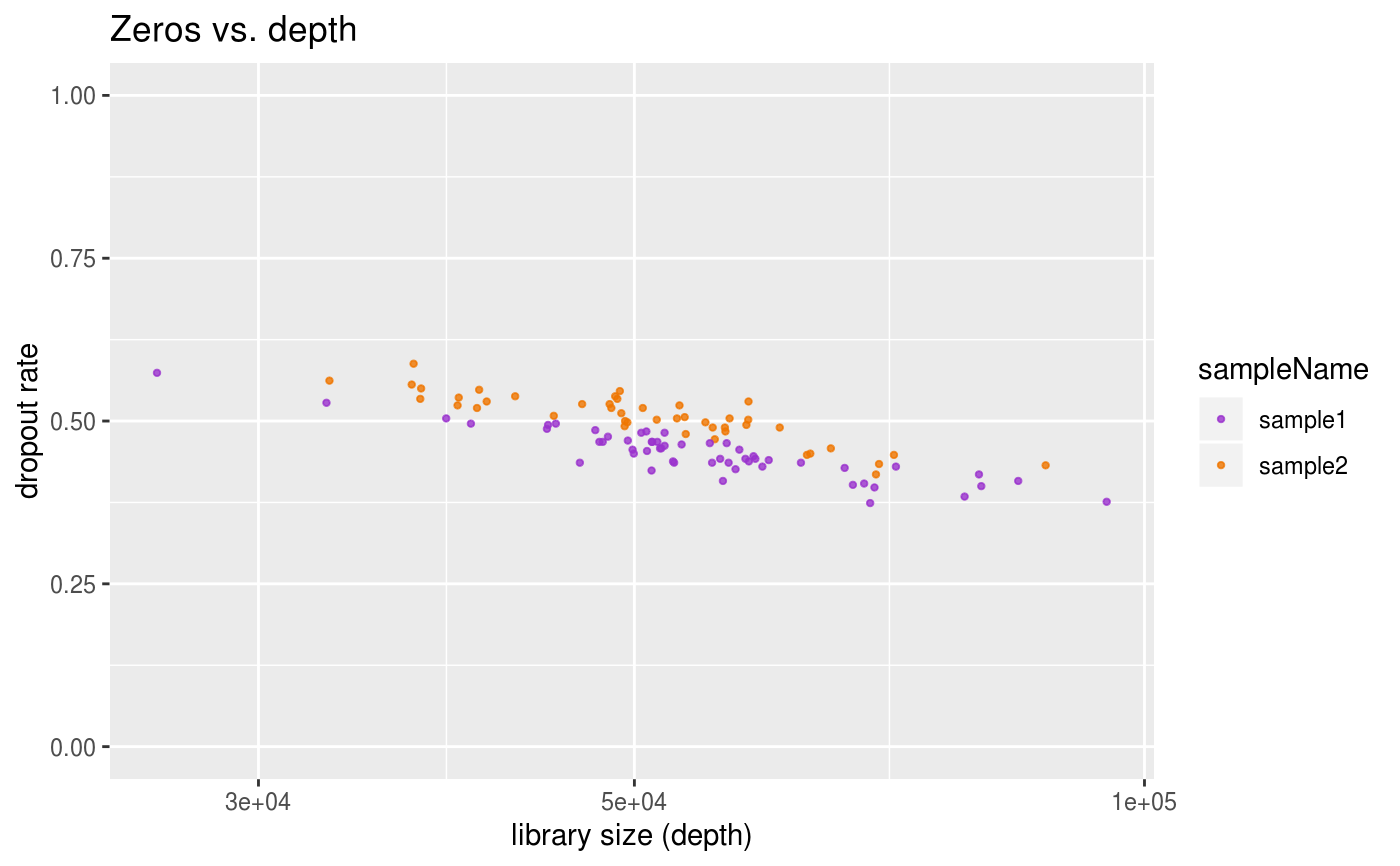 Zeros vs. depth
1.00
0.75
0.50
0.25
0.00
dropout rate
3e+04
5e+04
1e+05
library size (depth)
sampleName
sample1
sample2